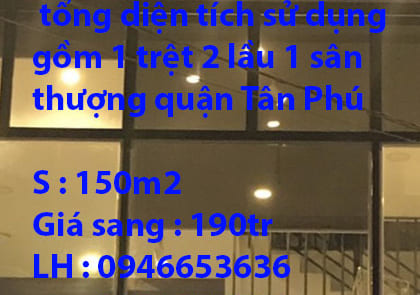 tổng diện tích sử dụng
gồm 1 trệt 2 lầu 1 sân
thượng quận Tân Phú
S : 150m2
Giá sang : 190tr
LH : 0946653636